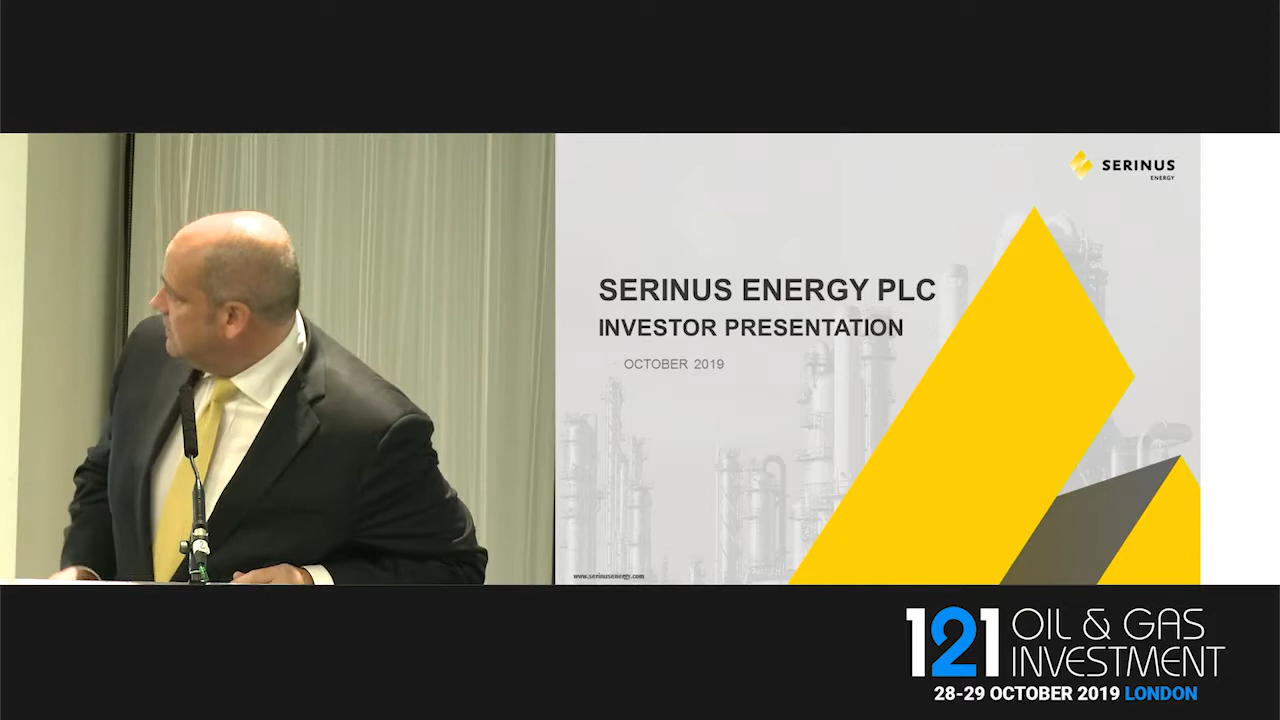 SERINUS
ENERGY
SERINUS ENERGY PLC
INVESTOR PRESENTATION
OCTOBER 2019
www.serinusenergy.com
121 OIL & GAS
INVESTMENT
28-29 OCTOBER 2019 LONDON